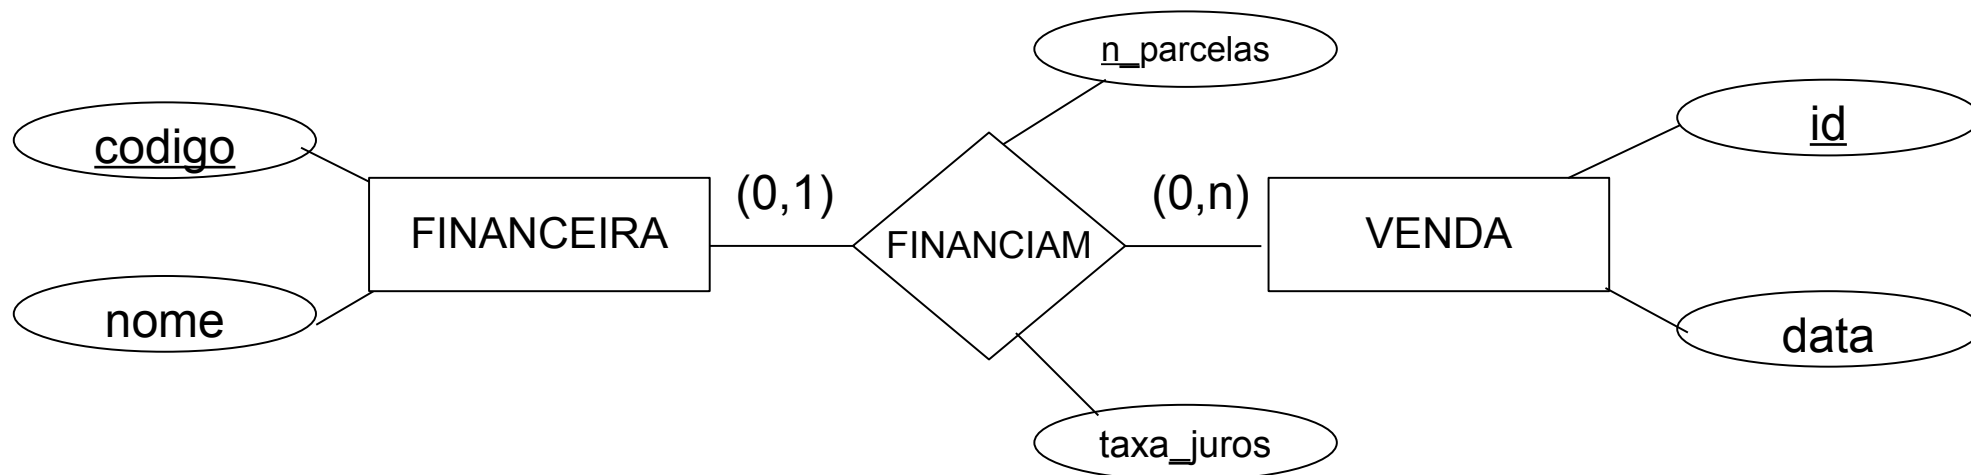 n_parcelas
codigo
id
(0,1)
(0,n)
FINANCEIRA
FINANCIAM
VENDA
nome
data
taxa_juros